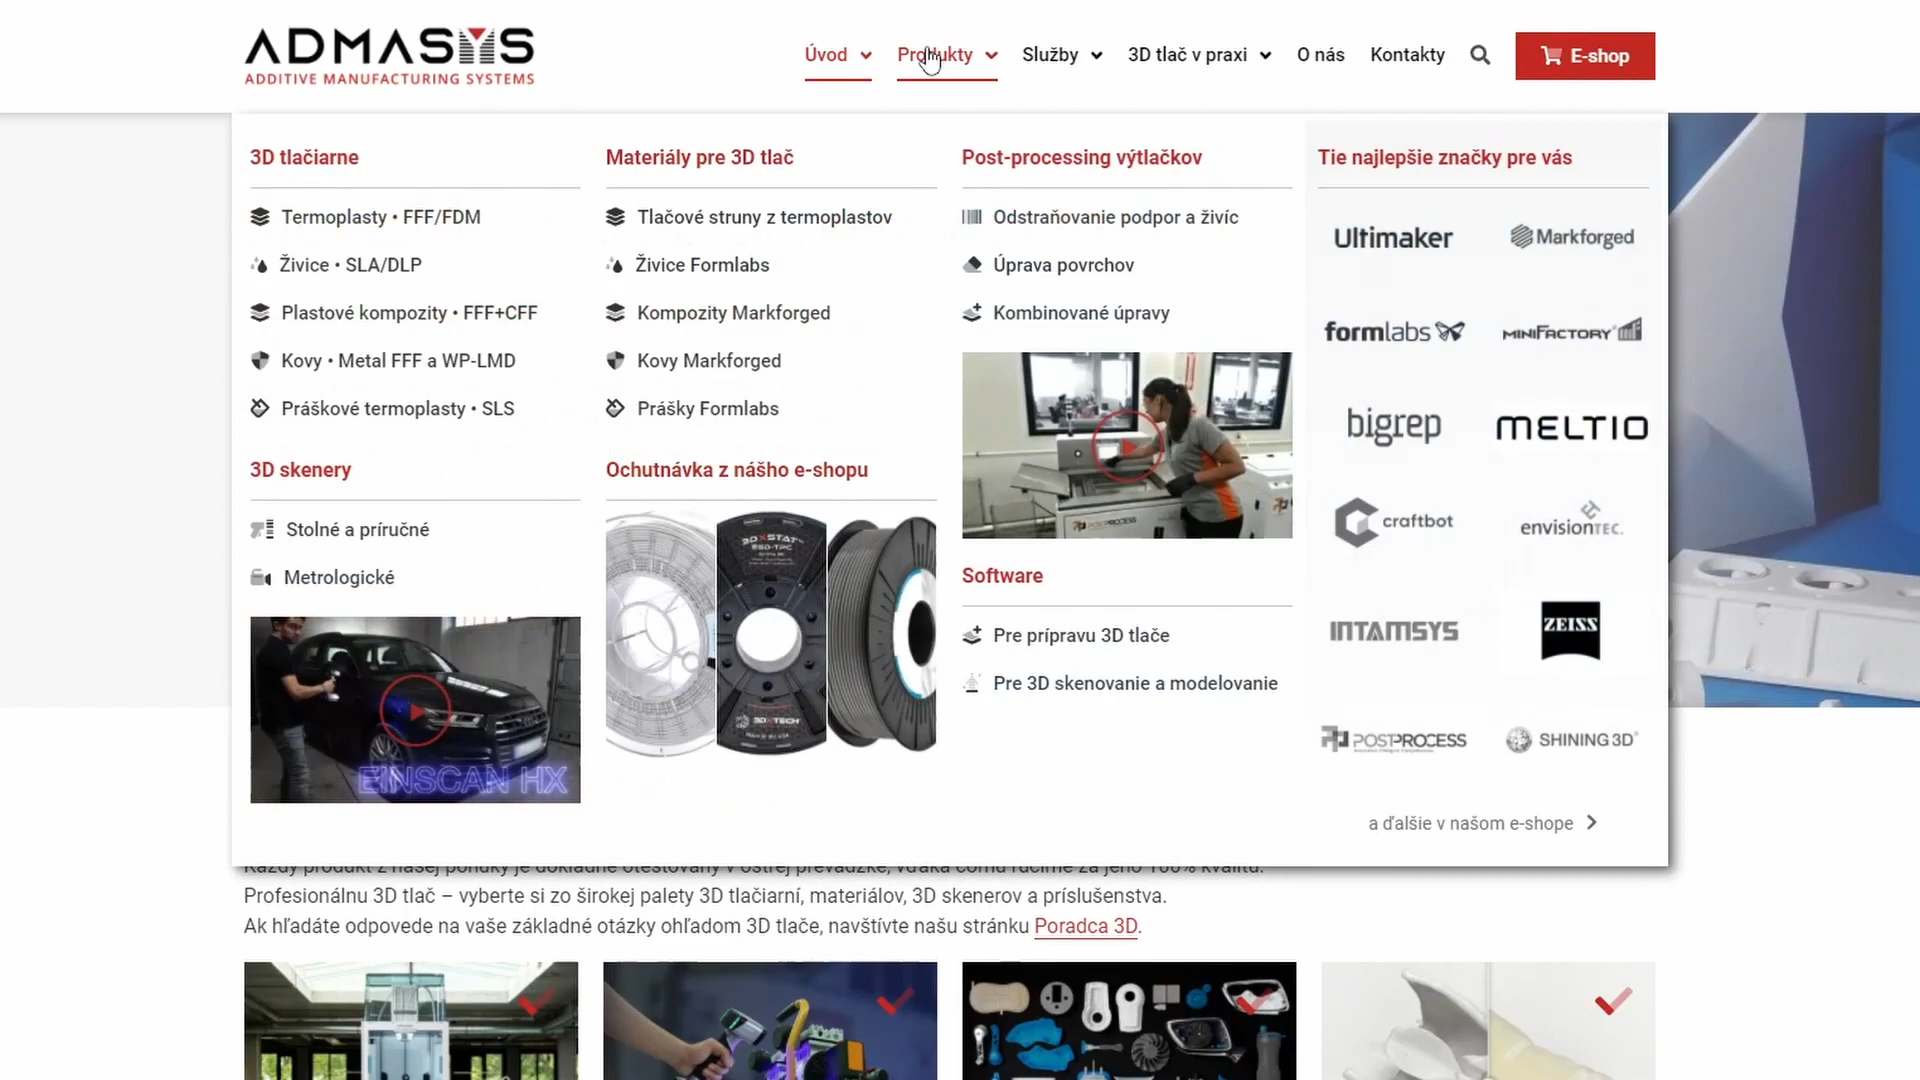 ADMASYS
ADDITIVE MANUFACTURING SYSTEMS
Úvod
Produkty
Služby
3D tlač v praxi
O nás
Kontakty
E-shop
3D tlačiarne
Termoplasty • FFF/FDM
Živice • SLA/DLP
Plastové kompozity • FFF+CFF
Kovy • Metal FFF a WP-LMD
Práškové termoplasty • SLS
3D skenery
Stolné a príručné
Metrologické
EINSCAN HX
Materiály pre 3D tlač
Tlačové struny z termoplastov
Živice Formlabs
Kompozity Markforged
Kovy Markforged
Prášky Formlabs
Ochutnávka z nášho e-shopu
3DXSTAT
ESD-TPC
3DXTECH
Post-processing výtlačkov
Odstraňovanie podpor a živíc
Úprava povrchov
Kombinované úpravy
POSTPROCESS
Software
Pre prípravu 3D tlače
Pre 3D skenovanie a modelovanie
Tie najlepšie značky pre vás
Ultimaker
Markforged
formlabs
MINIFACTORY
bigrep
MELTIO
craftbot
envisionTEC
INTAMSYS
ZEISS
POSTPROCESS
SHINING 3D
a ďalšie v našom e-shope
Každý produkt z našej ponuky je dôkladne otestovaný v ostrej prevádzke, vďaka čomu ručíme za jeho 100% kvalitu.
Profesionálnu 3D tlač – vyberte si zo širokej palety 3D tlačiarní, materiálov, 3D skenerov a príslušenstva.
Ak hľadáte odpovede na vaše základné otázky ohľadom 3D tlače, navštívte našu stránku Poradca 3D.